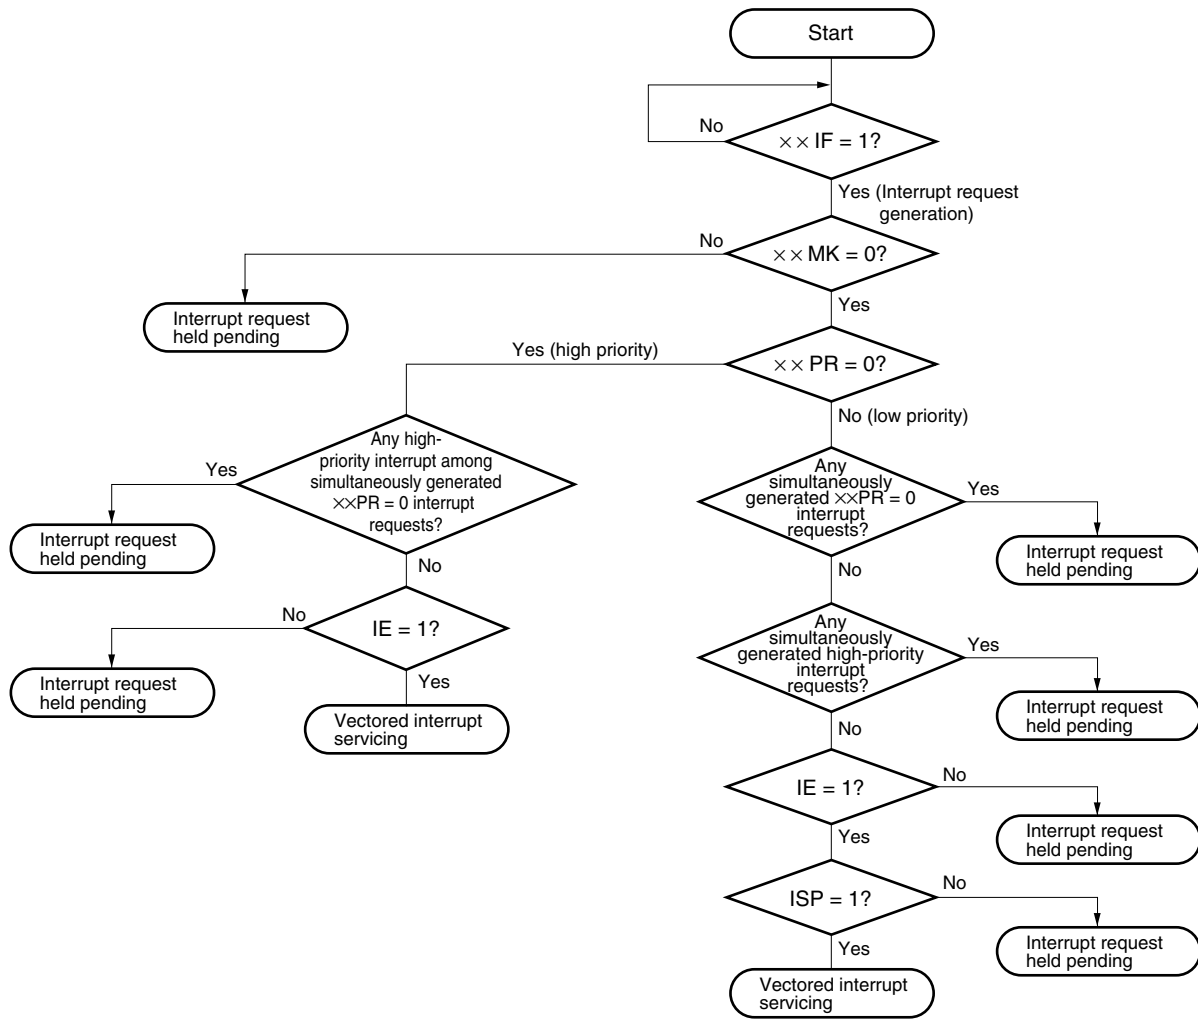 Start
No
×× IF = 1?
Yes (Interrupt request
generation)
No
×× MK = 0?
Interrupt request
held pending
Yes
Yes (high priority)
×× PR = 0?
No (low priority)
Any high-
priority interrupt among
simultaneously generated
××PR = 0 interrupt
requests?
Yes
Interrupt request
held pending
No
No
IE = 1?
Interrupt request
held pending
Yes
Vectored interrupt
servicing
Any
simultaneously
generated ××PR = 0
interrupt
requests?
Yes
Interrupt request
held pending
No
Any
simultaneously
generated high-priority
interrupt
requests?
Yes
Interrupt request
held pending
No
IE = 1?
No
Interrupt request
held pending
Yes
ISP = 1?
No
Interrupt request
held pending
Yes
Vectored interrupt
servicing